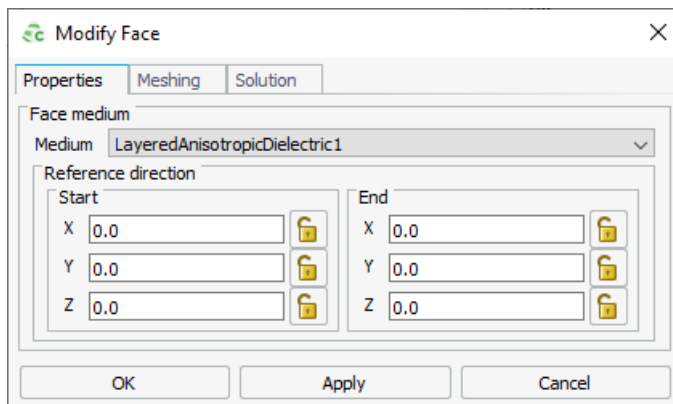 Modify Face
Properties Meshing Solution
Face medium
Medium LayeredAnisotropicDielectric1
Reference direction
Start End
X 0.0 X 0.0
Y 0.0 Y 0.0
Z 0.0 Z 0.0
OK Apply Cancel